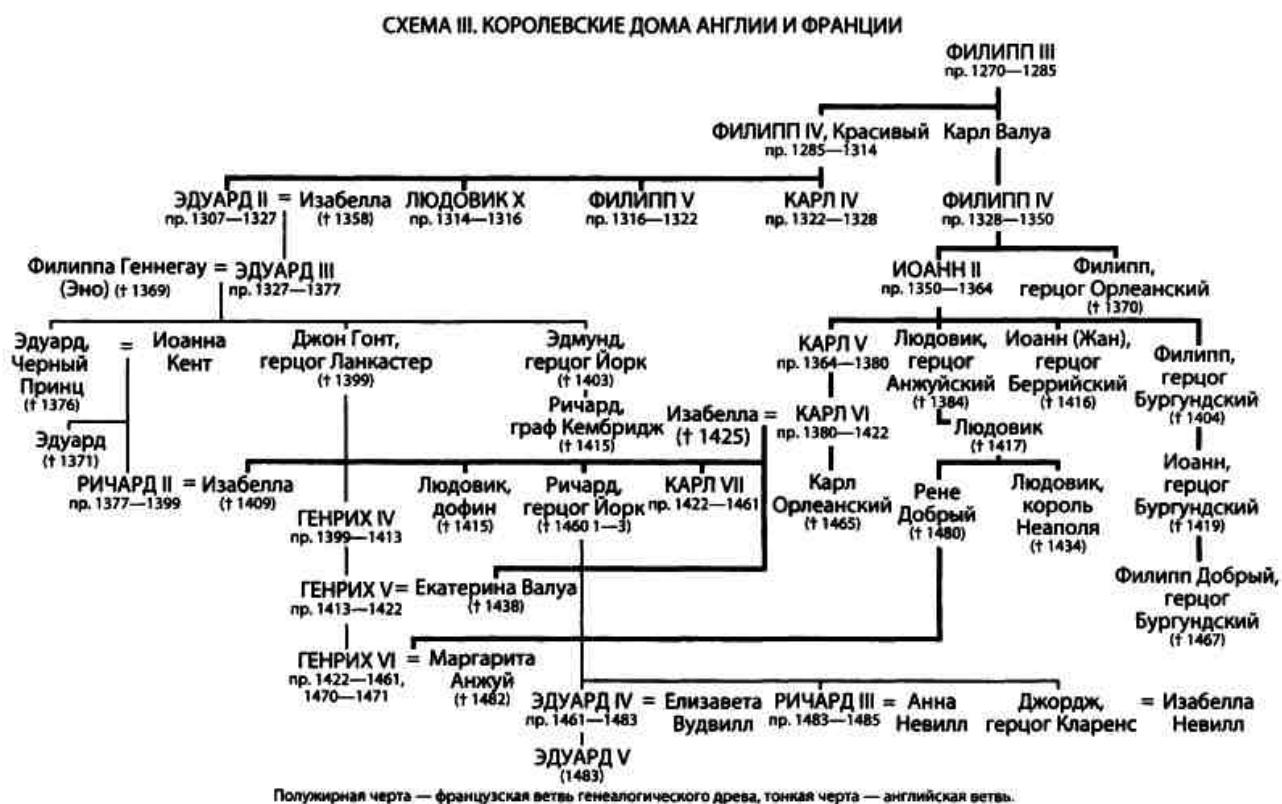 СХЕМА III. КОРОЛЕВСКИЕ ДОМА АНГЛИИ И ФРАНЦИИ
ФИЛИПП III
пр. 1270—1285
ФИЛИПП IV, Красивый
пр. 1285—1314
Карл Валуа
ЭДУАРД II = Изабелла
пр. 1307—1327
(† 1358)
ЛЮДОВИК X
пр. 1314—1316
ФИЛИПП V
пр. 1316—1322
КАРЛ IV
пр. 1322—1328
ФИЛИПП IV
пр. 1328—1350
Филиппа Геннегау =
(Эно) († 1369)
ЭДУАРД III
пр. 1327—1377
ИОАНН II
пр. 1350—1364
Филипп,
герцог Орлеанский
(† 1370)
Эдуард,
Черный
Принц
(† 1376)
=
Иоанна
Кент
Джон Гонт,
герцог Ланкастер
(† 1399)
Эдмунд,
герцог Йорк
(† 1403)
КАРЛ V
пр. 1364—1380
Людовик,
герцог
Анжуйский
(† 1384)
Иоанн (Жан),
герцог
Беррийский
(† 1416)
Филипп,
герцог
Бургундский
(† 1404)
Эдуард
(† 1371)
Ричард,
граф Кембридж
(† 1415)
Изабелла =
(† 1425)
КАРЛ VI
пр. 1380—1422
Людовик
(† 1417)
РИЧАРД II = Изабелла
пр. 1377—1399
(† 1409)
Людовик,
дофин
(† 1415)
Ричард,
герцог Йорк
(† 1460 1—3)
КАРЛ VII
пр. 1422—1461
Карл
Орлеанский
(† 1465)
Рене
Добрый
(† 1480)
Людовик,
король
Неаполя
(† 1434)
Иоанн,
герцог
Бургундский
(† 1419)
ГЕНРИХ IV
пр. 1399—1413
ГЕНРИХ V = Екатерина Валуа
пр. 1413—1422
(† 1438)
Филипп Добрый,
герцог
Бургундский
(† 1467)
ГЕНРИХ VI =
пр. 1422—1461,
1470—1471
Маргарита
Анжуй
(† 1482)
ЭДУАРД IV =
пр. 1461—1483
Елизавета
Вудвилл
РИЧАРД III =
пр. 1483—1485
Анна
Невилл
Джордж,
герцог Кларенс
= Изабелла
Невилл
ЭДУАРД V
(1483)
Полужирная черта — французская ветвь генеалогического древа, тонкая черта — английская ветвь.